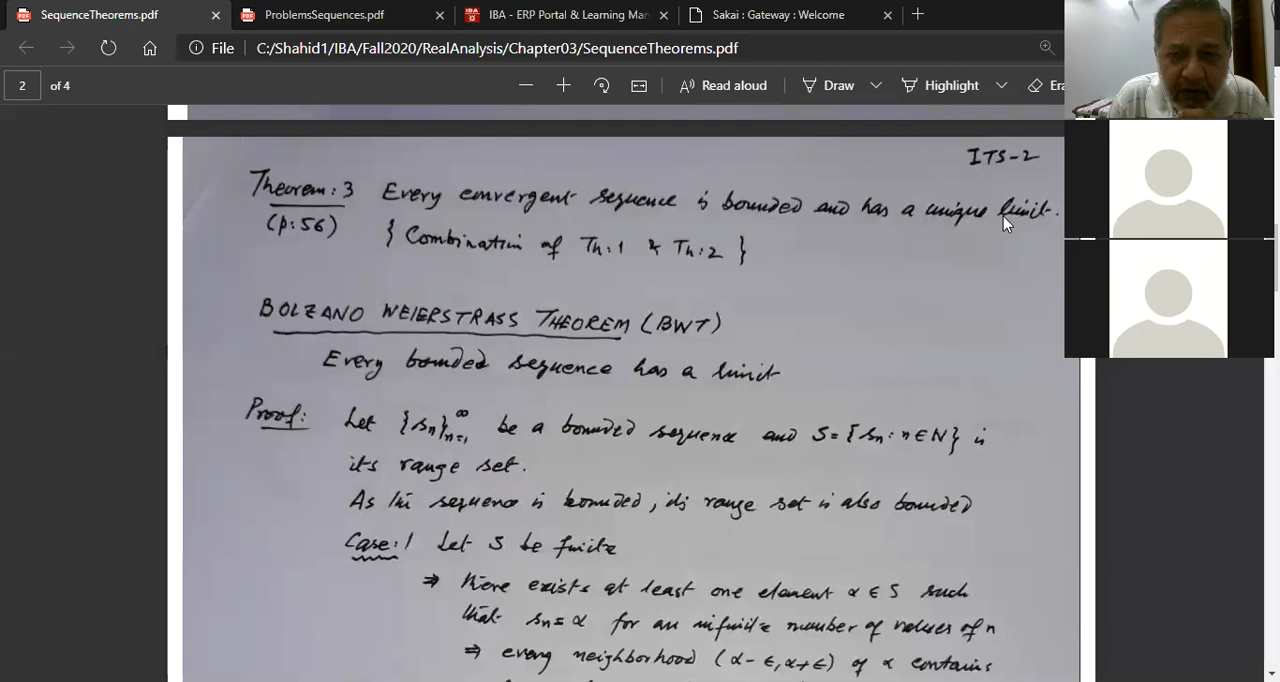 SequenceTheorems.pdf
ProblemsSequences.pdf
IBA - ERP Portal & Learning Man
Sakai : Gateway : Welcome
File
C:/Shahid1/IBA/Fall2020/RealAnalysis/Chapter03/SequenceTheorems.pdf
2 of 4
Read aloud
Draw
Highlight
Era
ITS-2
Theorem: 3 Every convergent sequence is bounded and has a unique limit.
(p:56) { Combination of Th:1 & Th:2 }
BOLZANO WEIERSTRASS THEOREM (BWT)
Every bounded sequence has a limit
Proof: Let {sn}∞n=1 be a bounded sequence and S={sn : n∈N} is
its range set.
As the sequence is bounded, its range set is also bounded
Case:1 Let S be finite
⇒ there exists at least one element α ∈ S such
that sn = α for an infinite number of values of n
⇒ every neighborhood (α-ϵ, α+ϵ) of α contains